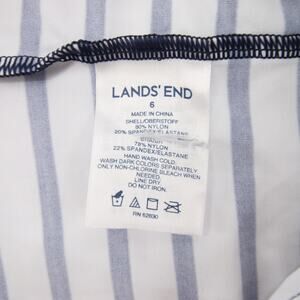 LANDS' END
6
MADE IN CHINA
SHELL/OBERSTOFF
80% NYLON
20% SPANDEX/ELASTANE
78% NYLON
22% SPANDEX/ELASTANE
HAND WASH COLD.
WASH DARK COLORS SEPARATELY.
ONLY NON-CHLORINE BLEACH WHEN
NEEDED.
LINE DRY.
DO NOT IRON.
RN 62830